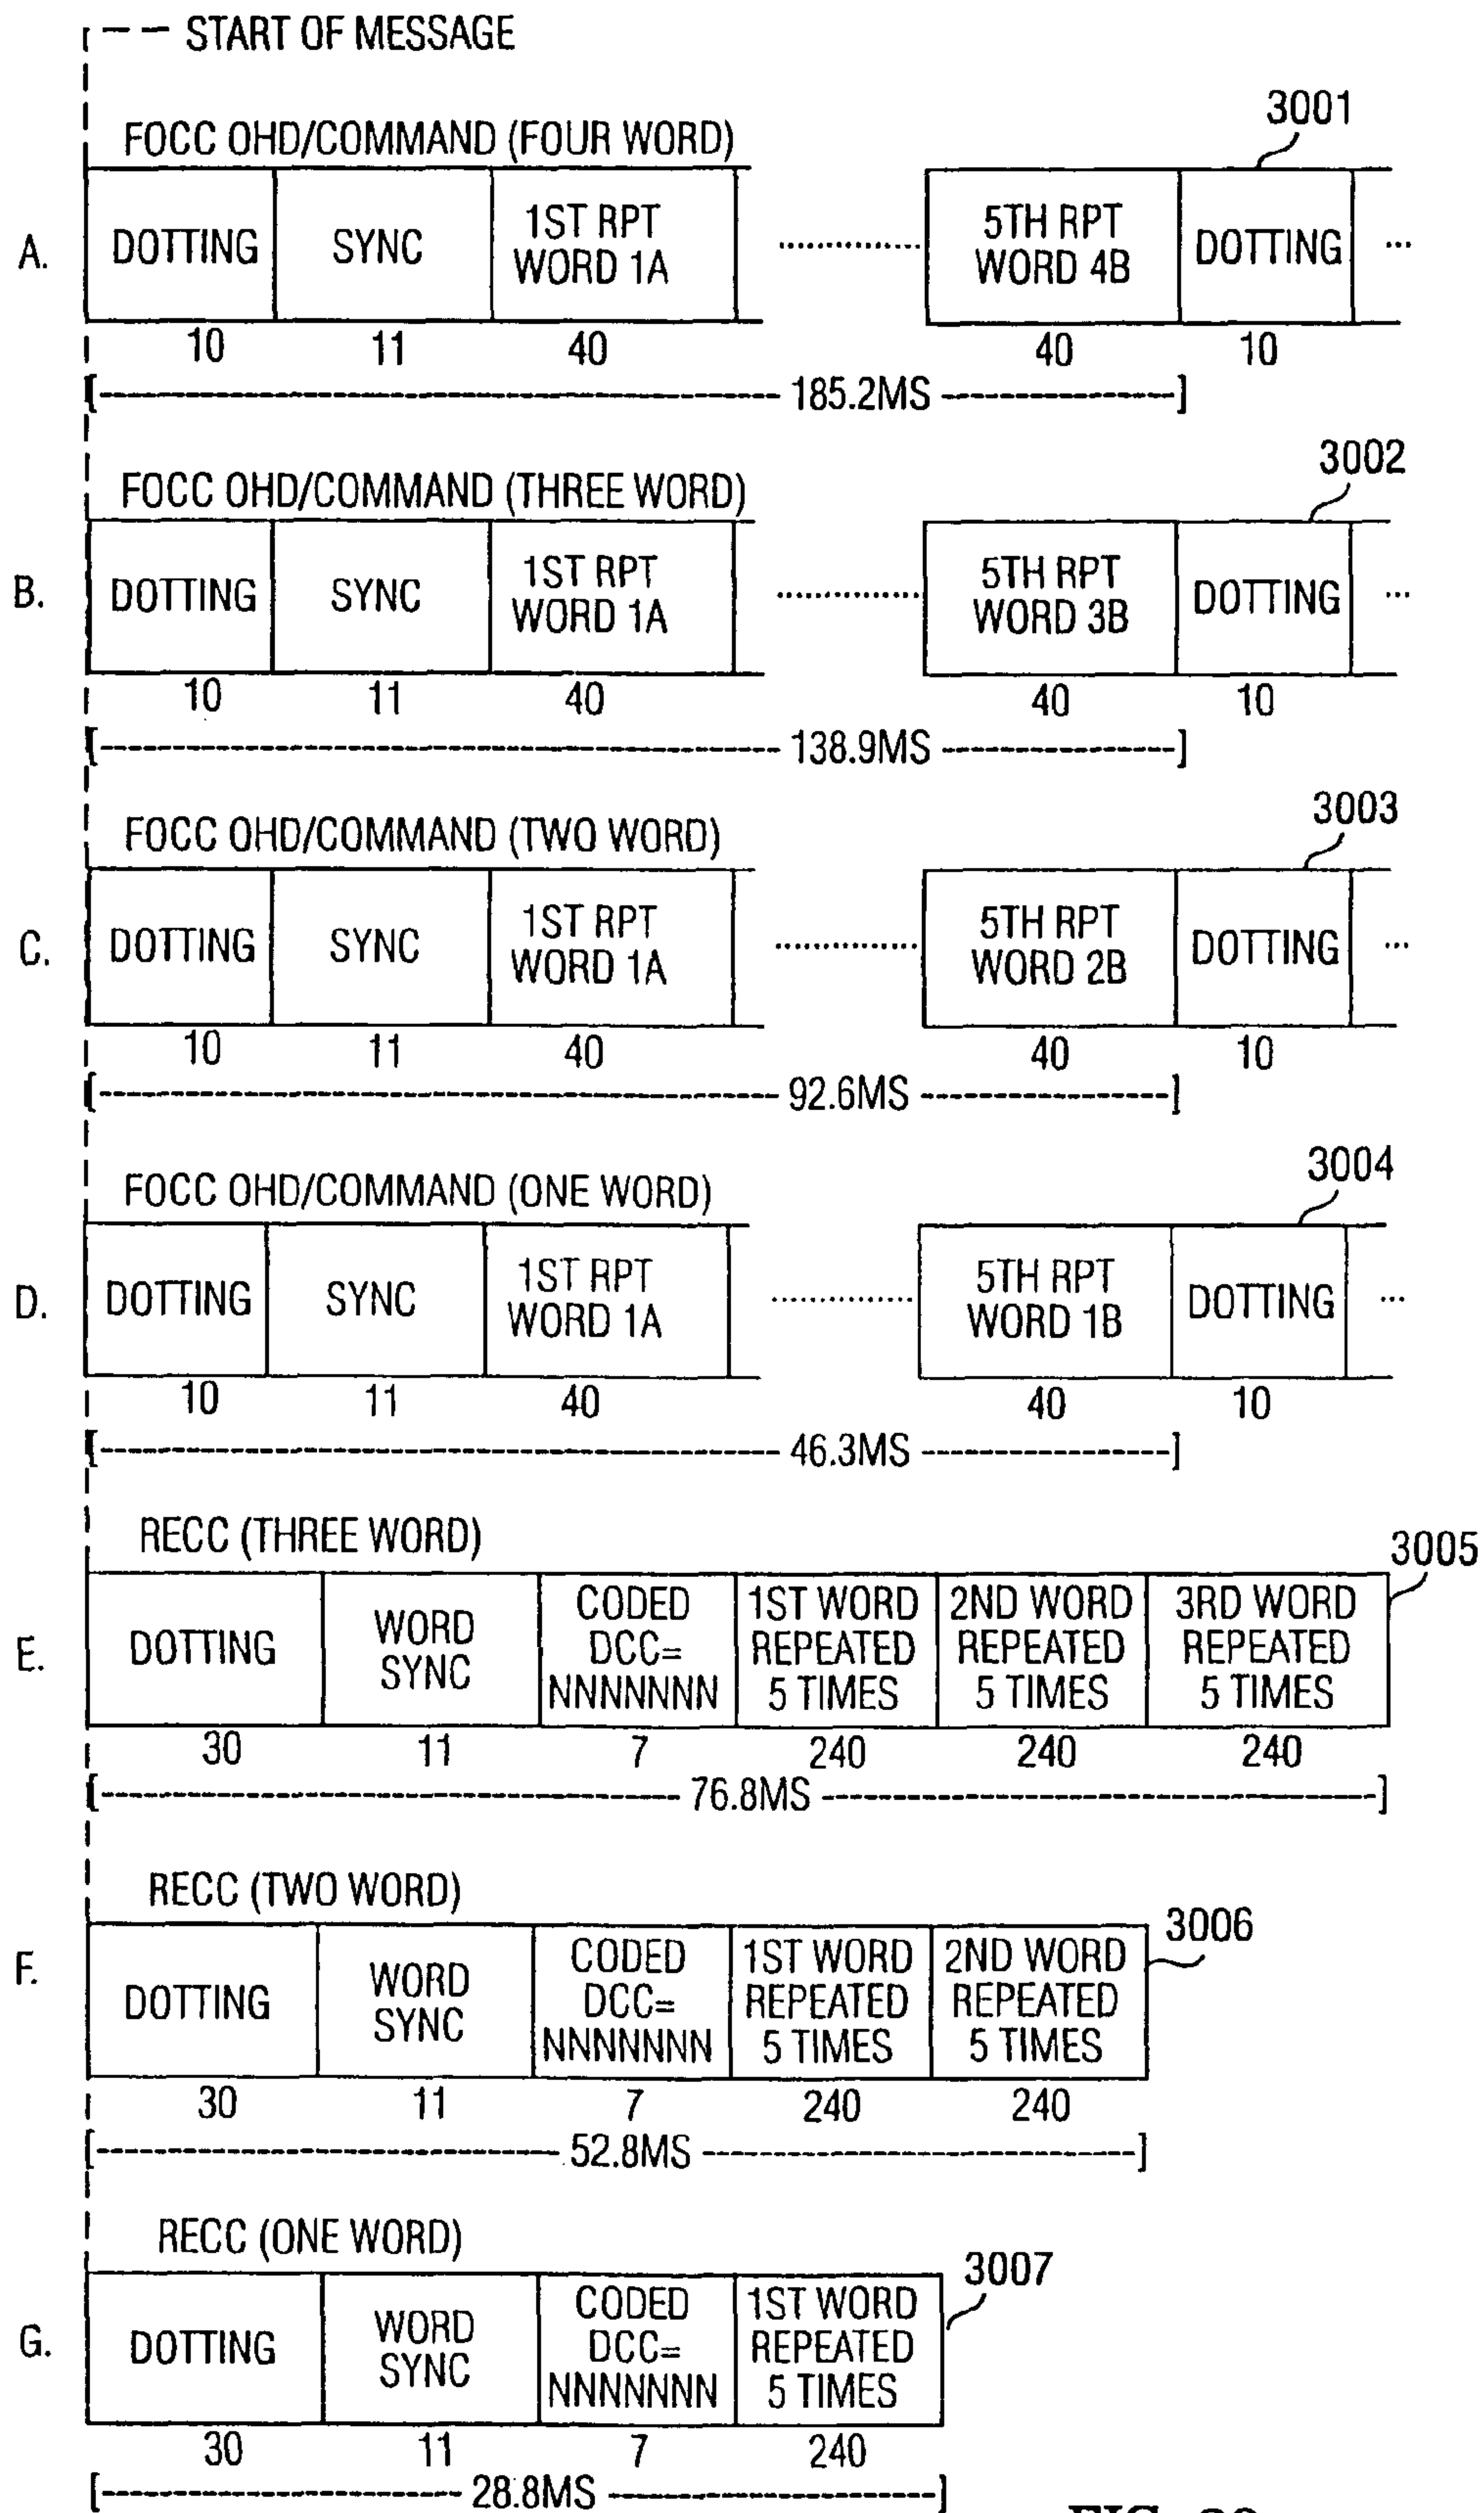 START OF MESSAGE
3001
FOCC OHD/COMMAND (FOUR WORD)
A.
DOTTING
SYNC
1ST RPT
WORD 1A
5TH RPT
WORD 4B
DOTTING
...
10
11
40
40
10
185.2MS
3002
FOCC OHD/COMMAND (THREE WORD)
B.
DOTTING
SYNC
1ST RPT
WORD 1A
5TH RPT
WORD 3B
DOTTING
...
10
11
40
40
10
138.9MS
3003
FOCC OHD/COMMAND (TWO WORD)
C.
DOTTING
SYNC
1ST RPT
WORD 1A
5TH RPT
WORD 2B
DOTTING
...
10
11
40
40
10
92.6MS
3004
FOCC OHD/COMMAND (ONE WORD)
D.
DOTTING
SYNC
1ST RPT
WORD 1A
5TH RPT
WORD 1B
DOTTING
...
10
11
40
40
10
46.3MS
RECC (THREE WORD)
3005
E.
DOTTING
WORD
SYNC
CODED
DCC=
NNNNNNN
1ST WORD
REPEATED
5 TIMES
2ND WORD
REPEATED
5 TIMES
3RD WORD
REPEATED
5 TIMES
30
11
7
240
240
240
76.8MS
RECC (TWO WORD)
3006
F.
DOTTING
WORD
SYNC
CODED
DCC=
NNNNNNN
1ST WORD
REPEATED
5 TIMES
2ND WORD
REPEATED
5 TIMES
30
11
7
240
240
52.8MS
RECC (ONE WORD)
3007
G.
DOTTING
WORD
SYNC
CODED
DCC=
NNNNNNN
1ST WORD
REPEATED
5 TIMES
30
11
7
240
28.8MS